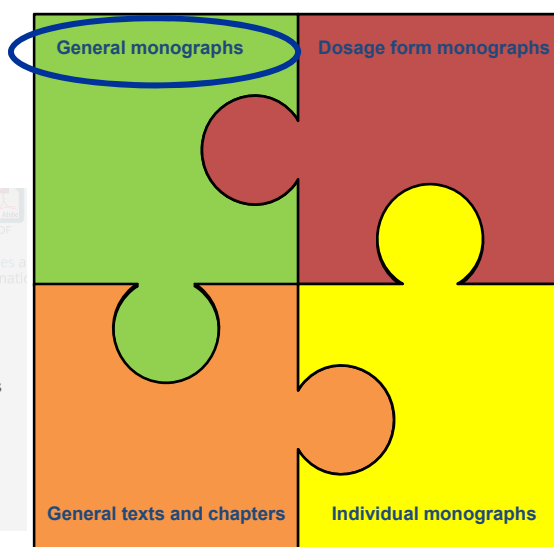 General monographs
Dosage form monographs
General texts and chapters
Individual monographs